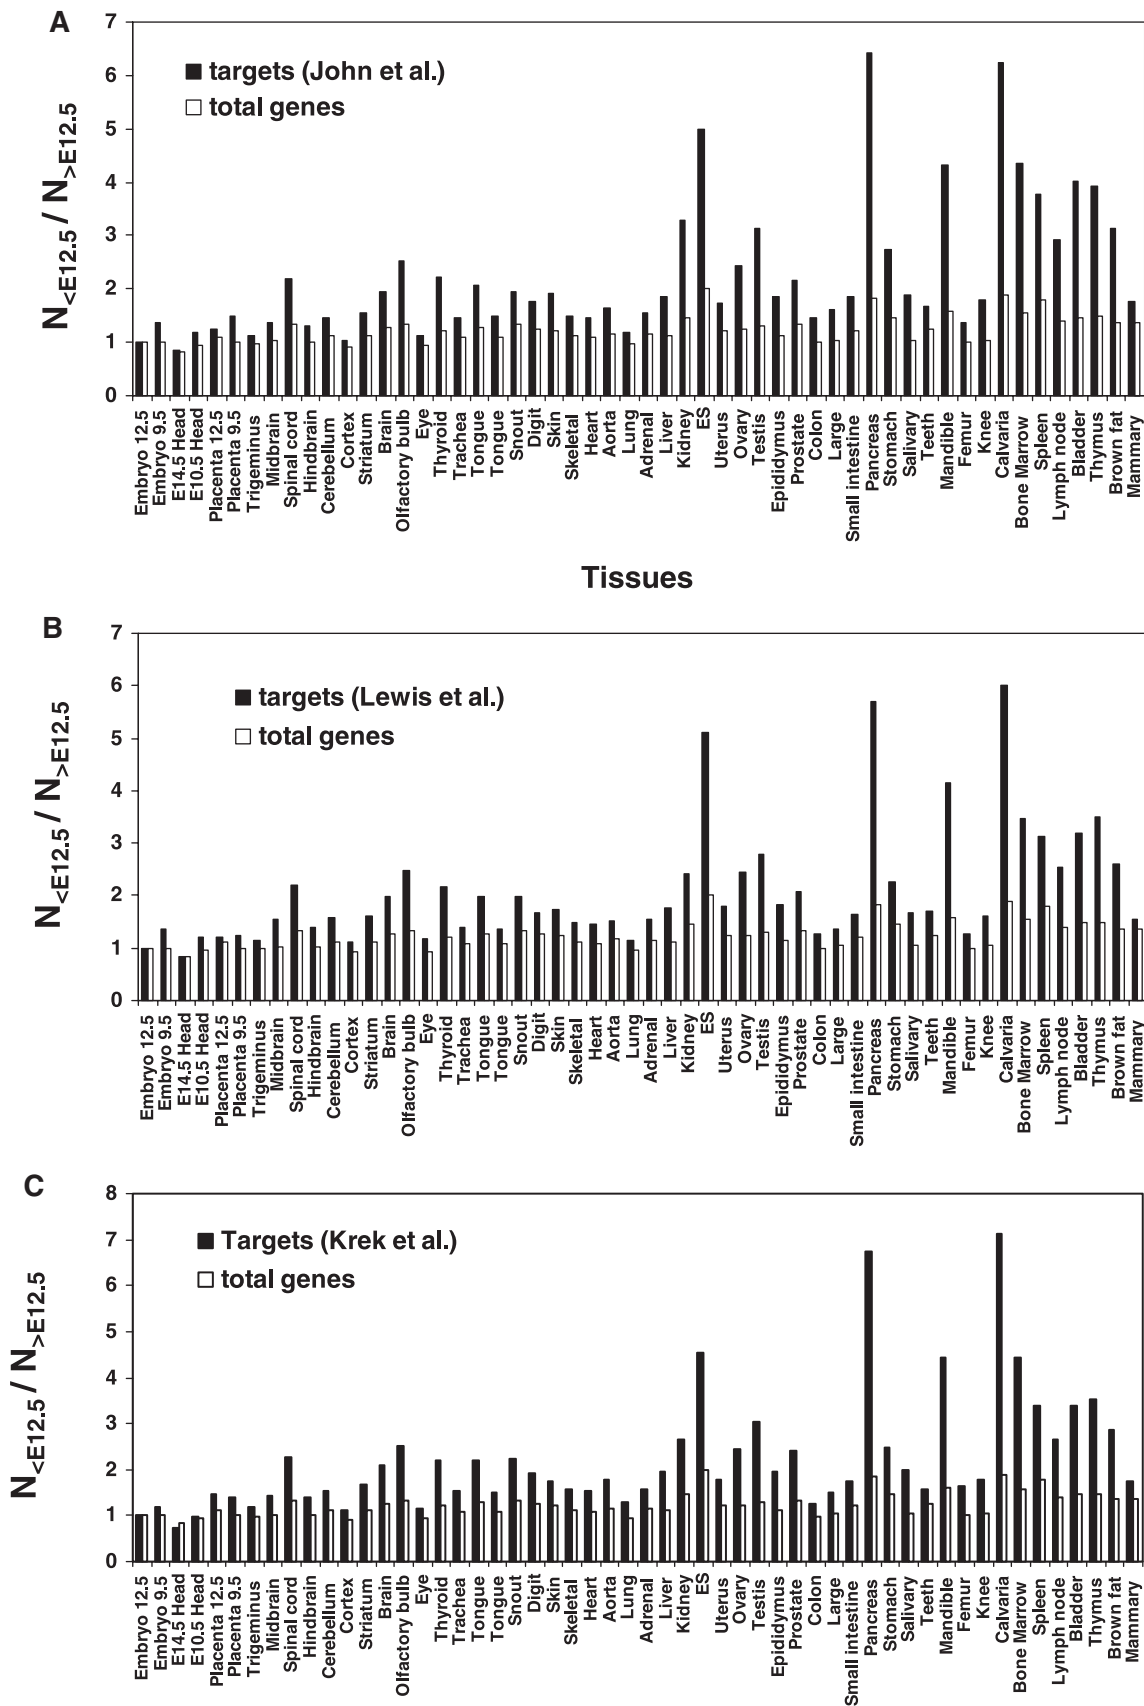 A
7
6
5
4
3
2
1
0
N<E12.5 / N>E12.5
targets (John et al.)
total genes
Embryo 12.5
Embryo 9.5
E14.5 Head
E10.5 Head
Placenta 12.5
Placenta 9.5
Trigeminus
Midbrain
Spinal cord
Hindbrain
Cerebellum
Cortex
Striatum
Brain
Olfactory bulb
Eye
Thyroid
Trachea
Tongue
Tongue
Snout
Digit
Skin
Skeletal
Heart
Aorta
Lung
Adrenal
Liver
Kidney
ES
Uterus
Ovary
Testis
Epididymus
Prostate
Colon
Large
Small intestine
Pancreas
Stomach
Salivary
Teeth
Mandible
Femur
Knee
Calvaria
Bone Marrow
Spleen
Lymph node
Bladder
Thymus
Brown fat
Mammary
Tissues
B
7
6
5
4
3
2
1
0
N<E12.5 / N>E12.5
targets (Lewis et al.)
total genes
Embryo 12.5
Embryo 9.5
E14.5 Head
E10.5 Head
Placenta 12.5
Placenta 9.5
Trigeminus
Midbrain
Spinal cord
Hindbrain
Cerebellum
Cortex
Striatum
Brain
Olfactory bulb
Eye
Thyroid
Trachea
Tongue
Tongue
Snout
Digit
Skin
Skeletal
Heart
Aorta
Lung
Adrenal
Liver
Kidney
ES
Uterus
Ovary
Testis
Epididymus
Prostate
Colon
Large
Small intestine
Pancreas
Stomach
Salivary
Teeth
Mandible
Femur
Knee
Calvaria
Bone Marrow
Spleen
Lymph node
Bladder
Thymus
Brown fat
Mammary
C
8
7
6
5
4
3
2
1
0
N<E12.5 / N>E12.5
Targets (Krek et al.)
total genes
Embryo 12.5
Embryo 9.5
E14.5 Head
E10.5 Head
Placenta 12.5
Placenta 9.5
Trigeminus
Midbrain
Spinal cord
Hindbrain
Cerebellum
Cortex
Striatum
Brain
Olfactory bulb
Eye
Thyroid
Trachea
Tongue
Tongue
Snout
Digit
Skin
Skeletal
Heart
Aorta
Lung
Adrenal
Liver
Kidney
ES
Uterus
Ovary
Testis
Epididymus
Prostate
Colon
Large
Small intestine
Pancreas
Stomach
Salivary
Teeth
Mandible
Femur
Knee
Calvaria
Bone Marrow
Spleen
Lymph node
Bladder
Thymus
Brown fat
Mammary